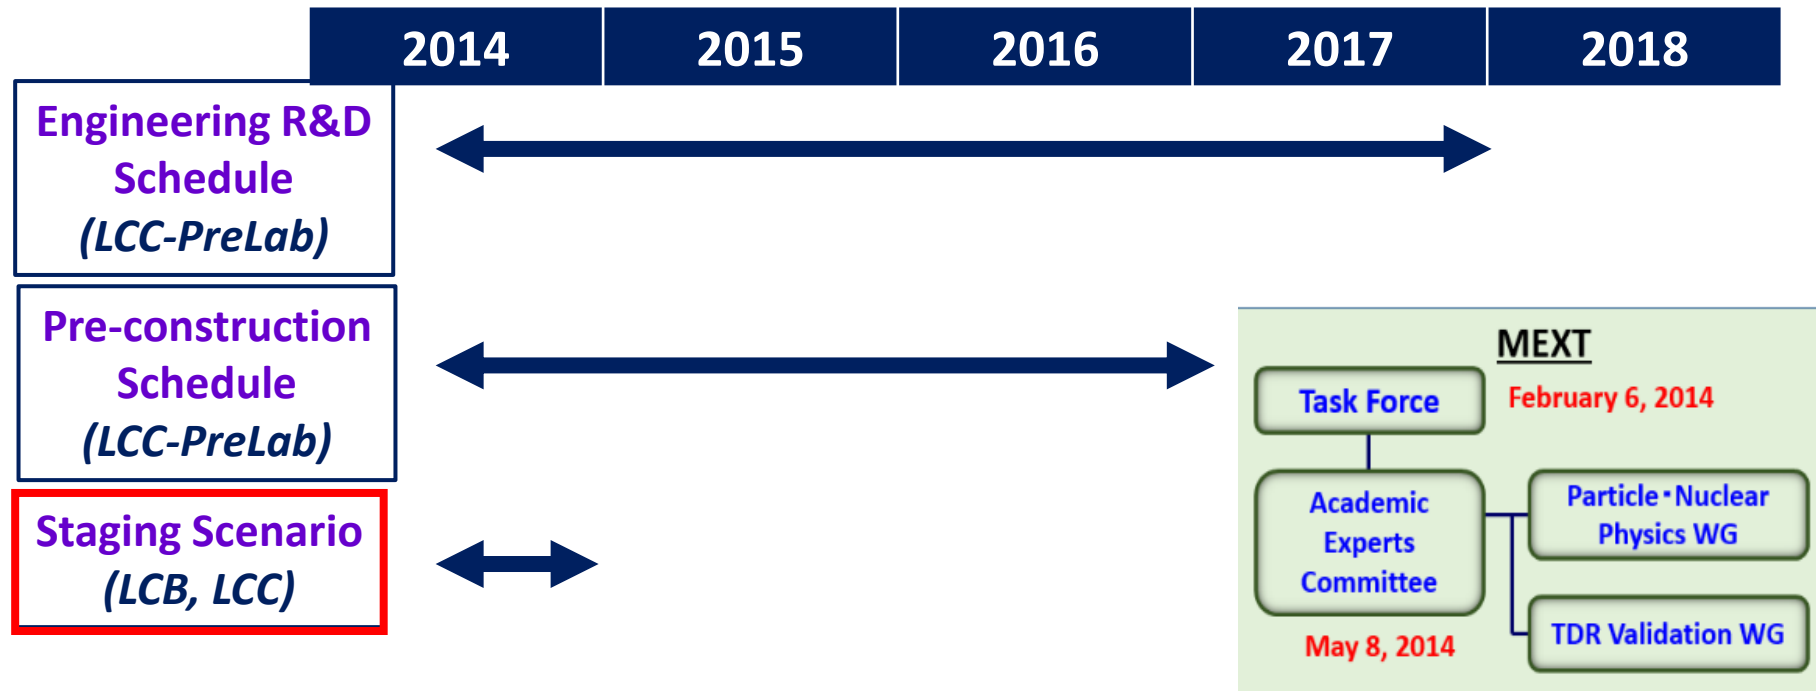 2014 2015 2016 2017 2018
Engineering R&D
Schedule
(LCC-PreLab)
Pre-construction
Schedule
(LCC-PreLab)
Staging Scenario
(LCB, LCC)
MEXT
Task Force
February 6, 2014
Academic
Experts
Committee
May 8, 2014
Particle・Nuclear
Physics WG
TDR Validation WG